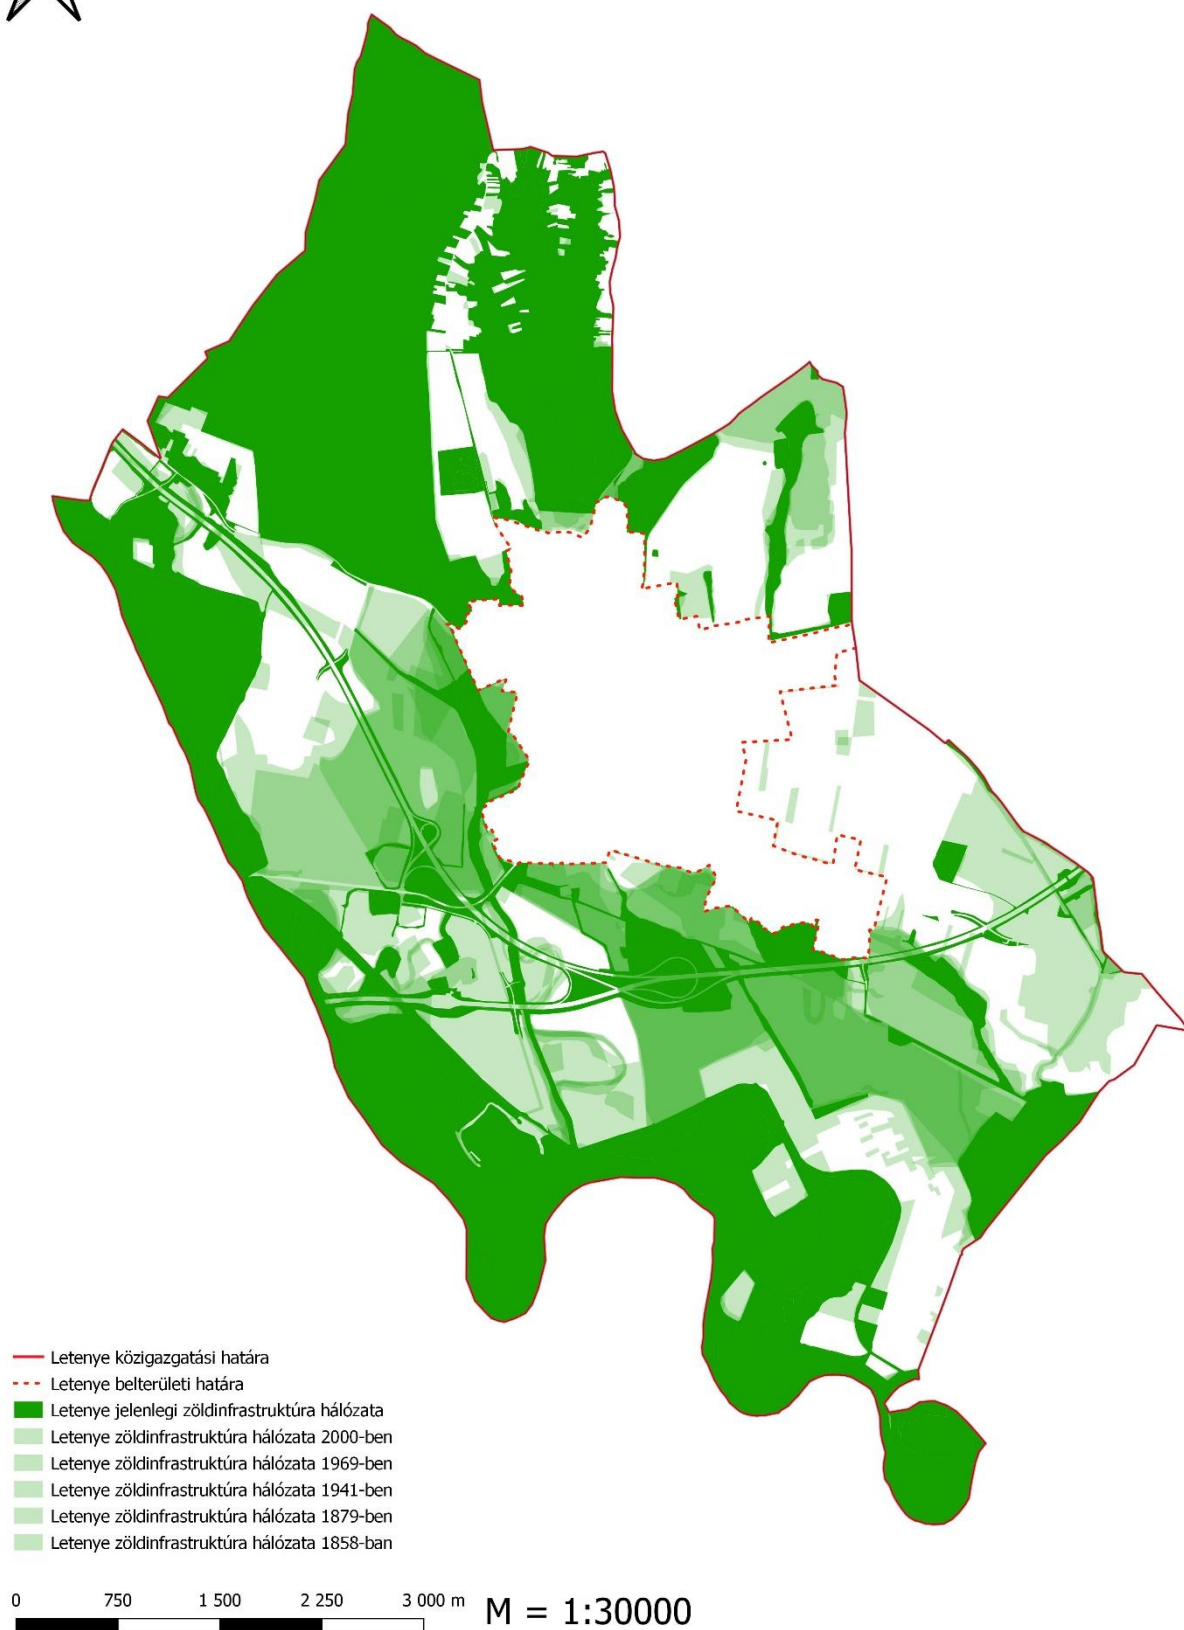 Letenye közigazgatási határa
Letenye belterületi határa
Letenye jelenlegi zöldinfrastruktúra hálózata
Letenye zöldinfrastruktúra hálózata 2000-ben
Letenye zöldinfrastruktúra hálózata 1969-ben
Letenye zöldinfrastruktúra hálózata 1941-ben
Letenye zöldinfrastruktúra hálózata 1879-ben
Letenye zöldinfrastruktúra hálózata 1858-ban
0 750 1 500 2 250 3 000 m
M = 1:30000